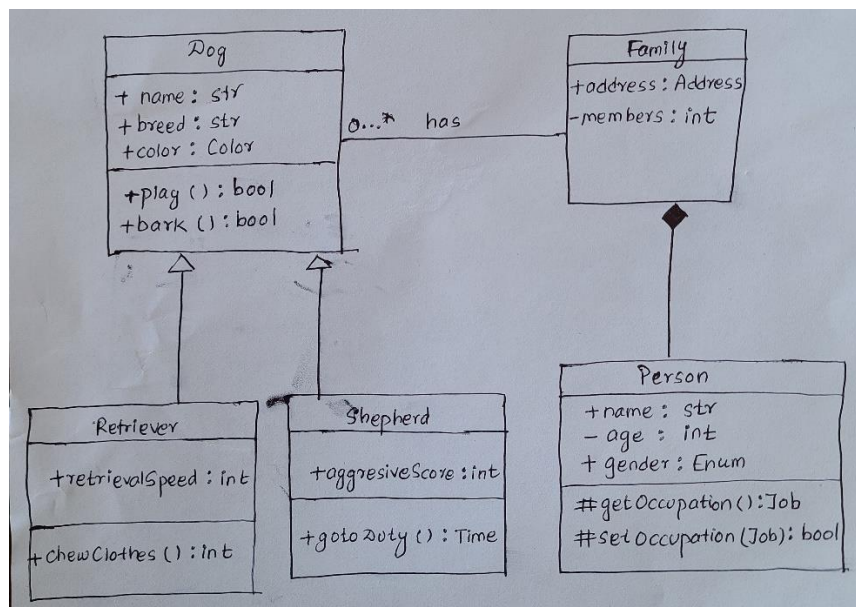 Dog
+ name: str
+breed: str
+color: Color
+play (): bool
+bark (): bool
0...* has
Family
+address: Address
-members: int
Retriever
+retrievalSpeed: int
+chewClothes (): int
Shepherd
+aggresiveScore: int
+gotoDuty (): Time
Person
+name: str
- age: int
+ gender: Enum
#getOccupation(): Job
#setOccupation(Job): bool